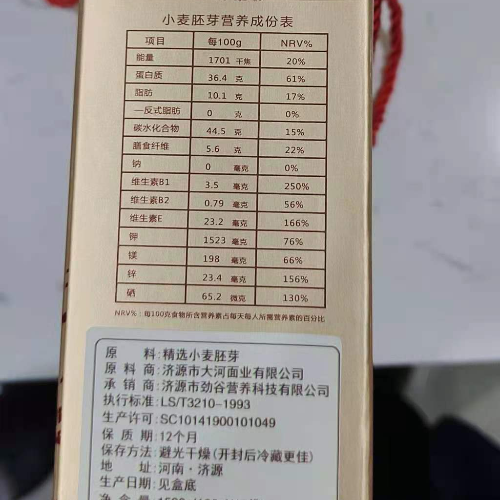 小麦胚芽营养成份表
项目 每100g NRV%
能量 1701 千焦 20%
蛋白质 36.4 克 61%
脂肪 10.1 克 17%
—反式脂肪 0 克 0%
碳水化合物 44.5 克 15%
膳食纤维 5.6 克 22%
钠 0 毫克 0%
维生素B1 3.5 毫克 250%
维生素B2 0.79 毫克 56%
维生素E 23.2 毫克 166%
钾 1523 毫克 76%
镁 198 毫克 66%
锌 23.4 毫克 156%
硒 65.2 微克 130%
NRV%：每100克食物所含营养素占每天每人所需营养素的百分比
原 料:精选小麦胚芽
原 料 商:济源市大河面业有限公司
承 销 商:济源市劲谷营养科技有限公司
执行标准:LS/T3210-1993
生产许可:SC10141900101049
保 质 期:12个月
保存方法:避光干燥(开封后冷藏更佳)
地 址:河南·济源
生产日期:见盒底
净 含 量: